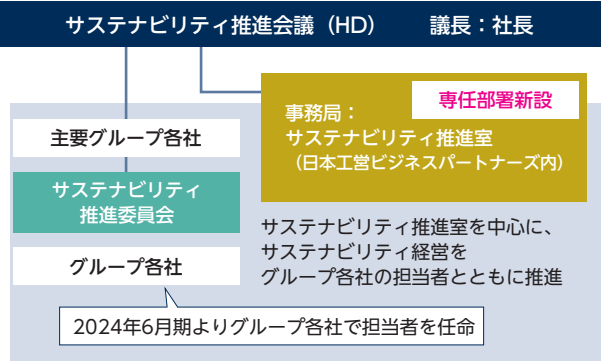 サステナビリティ推進会議（HD）　議長：社長
専任部署新設
事務局：
サステナビリティ推進室
（日本工営ビジネスパートナーズ内）
主要グループ各社
サステナビリティ
推進委員会
グループ各社
サステナビリティ推進室を中心に、
サステナビリティ経営を
グループ各社の担当者とともに推進
2024年6月期よりグループ各社で担当者を任命